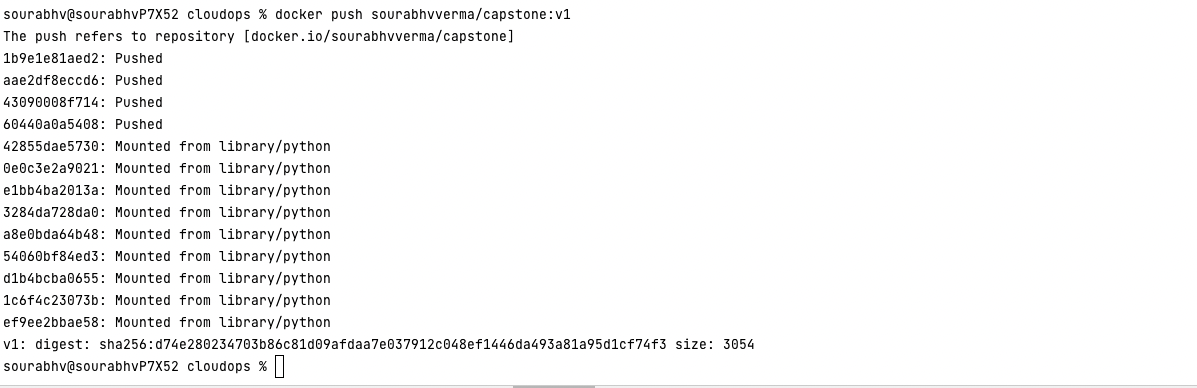 sourabhv@sourabhvP7X52 cloudops % docker push sourabhvverma/capstone:v1
The push refers to repository [docker.io/sourabhvverma/capstone]
1b9e1e81aed2: Pushed
aae2df8eccd6: Pushed
43090008f714: Pushed
60440a0a5408: Pushed
42855dae5730: Mounted from library/python
0e0c3e2a9021: Mounted from library/python
e1bb4ba2013a: Mounted from library/python
3284da728da0: Mounted from library/python
a8e0bda64b48: Mounted from library/python
54060bf84ed3: Mounted from library/python
d1b4bcba0655: Mounted from library/python
1c6f4c23073b: Mounted from library/python
ef9ee2bbae58: Mounted from library/python
v1: digest: sha256:d74e280234703b86c81d09afdaa7e037912c048ef1446da493a81a95d1cf74f3 size: 3054
sourabhv@sourabhvP7X52 cloudops %